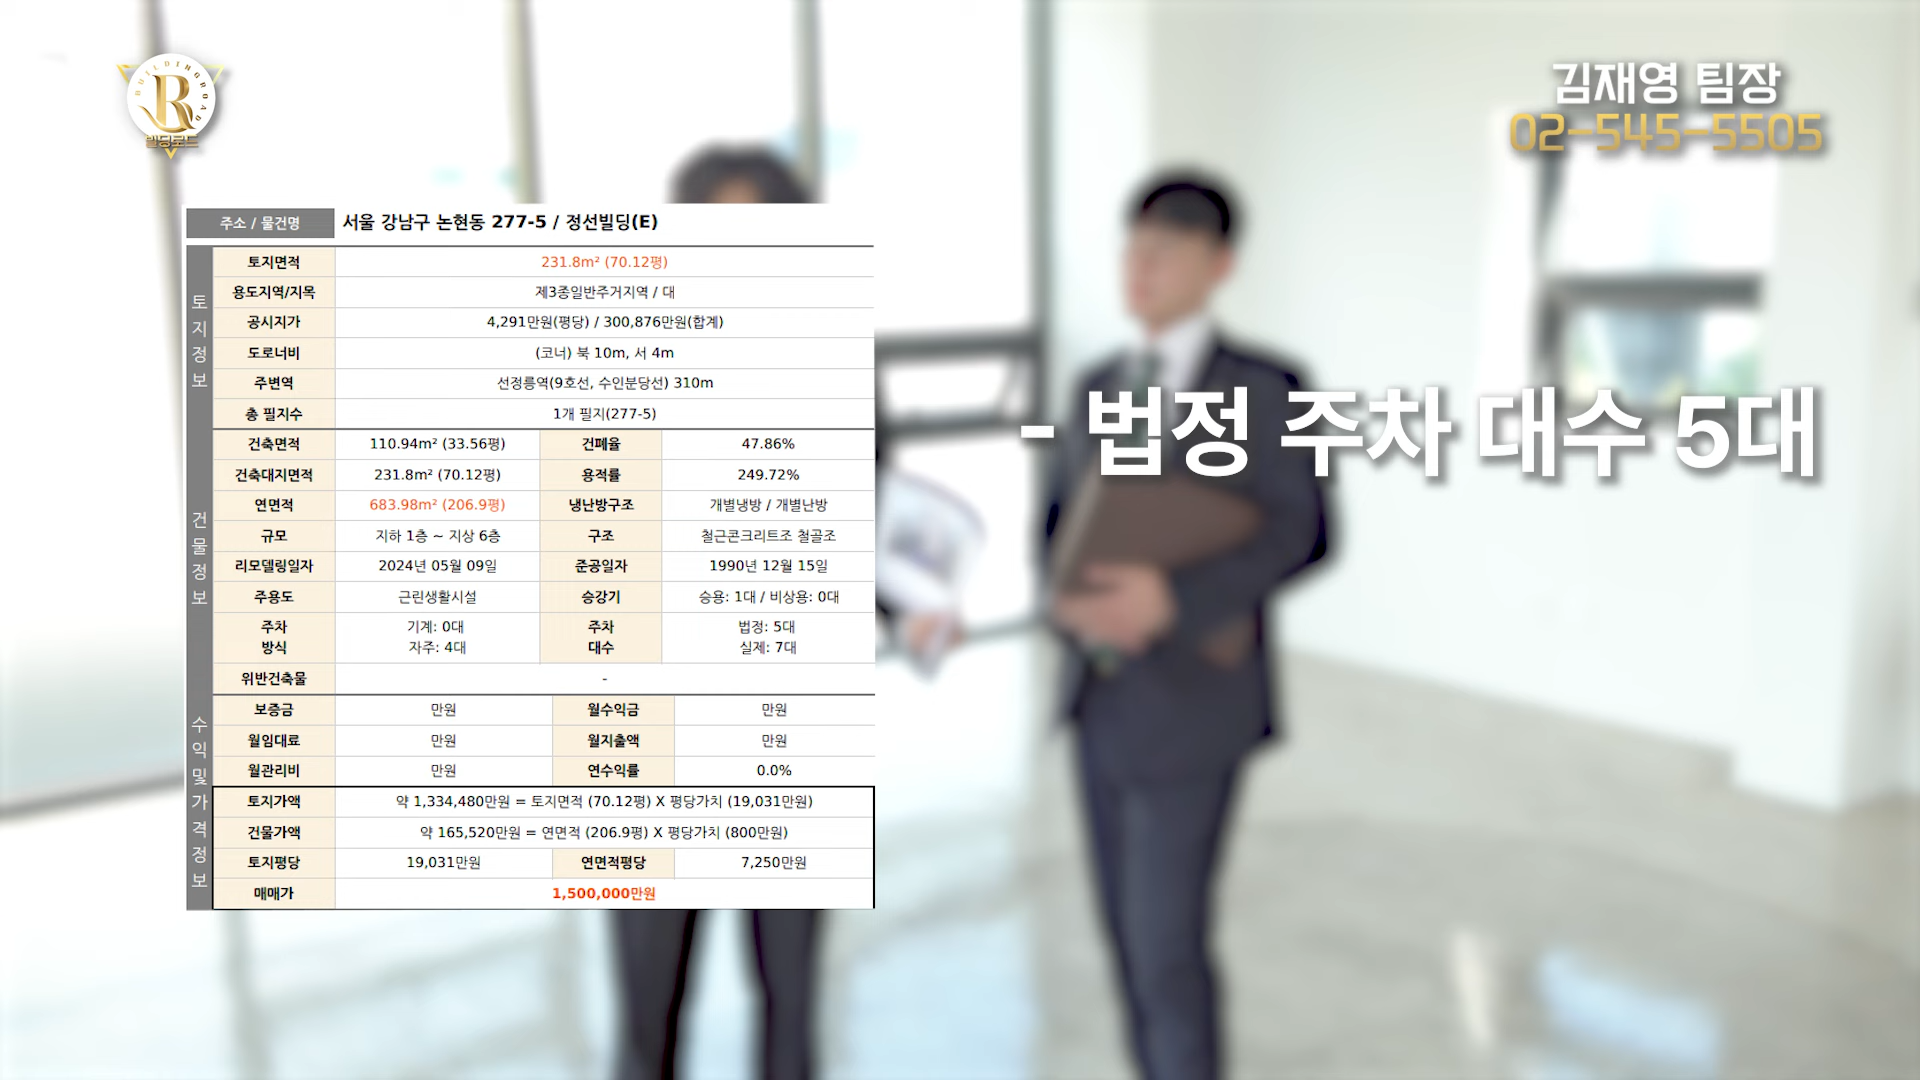 BUILDINGROAD
빌딩로드
김재영 팀장
02-545-5505
주소 / 물건명 서울 강남구 논현동 277-5 / 정선빌딩(E)
토지정보
토지면적 231.8m² (70.12평)
용도지역/지목 제3종일반주거지역 / 대
공시지가 4,291만원(평당) / 300,876만원(합계)
도로너비 (코너) 북 10m, 서 4m
주변역 선정릉역(9호선, 수인분당선) 310m
총 필지수 1개 필지(277-5)
건물정보
건축면적 110.94m² (33.56평) 건폐율 47.86%
건축대지면적 231.8m² (70.12평) 용적률 249.72%
연면적 683.98m² (206.9평) 냉난방구조 개별냉방 / 개별난방
규모 지하 1층 ~ 지상 6층 구조 철근콘크리트조 철골조
리모델링일자 2024년 05월 09일 준공일자 1990년 12월 15일
주용도 근린생활시설 승강기 승용: 1대 / 비상용: 0대
주차 기계: 0대 주차 법정: 5대
방식 자주: 4대 대수 실제: 7대
위반건축물 -
수익및가격정보
보증금 만원 월수익금 만원
월임대료 만원 월지출액 만원
월관리비 만원 연수익률 0.0%
토지가액 약 1,334,480만원 = 토지면적 (70.12평) X 평당가치 (19,031만원)
건물가액 약 165,520만원 = 연면적 (206.9평) X 평당가치 (800만원)
토지평당 19,031만원 연면적평당 7,250만원
매매가 1,500,000만원
- 법정 주차 대수 5대